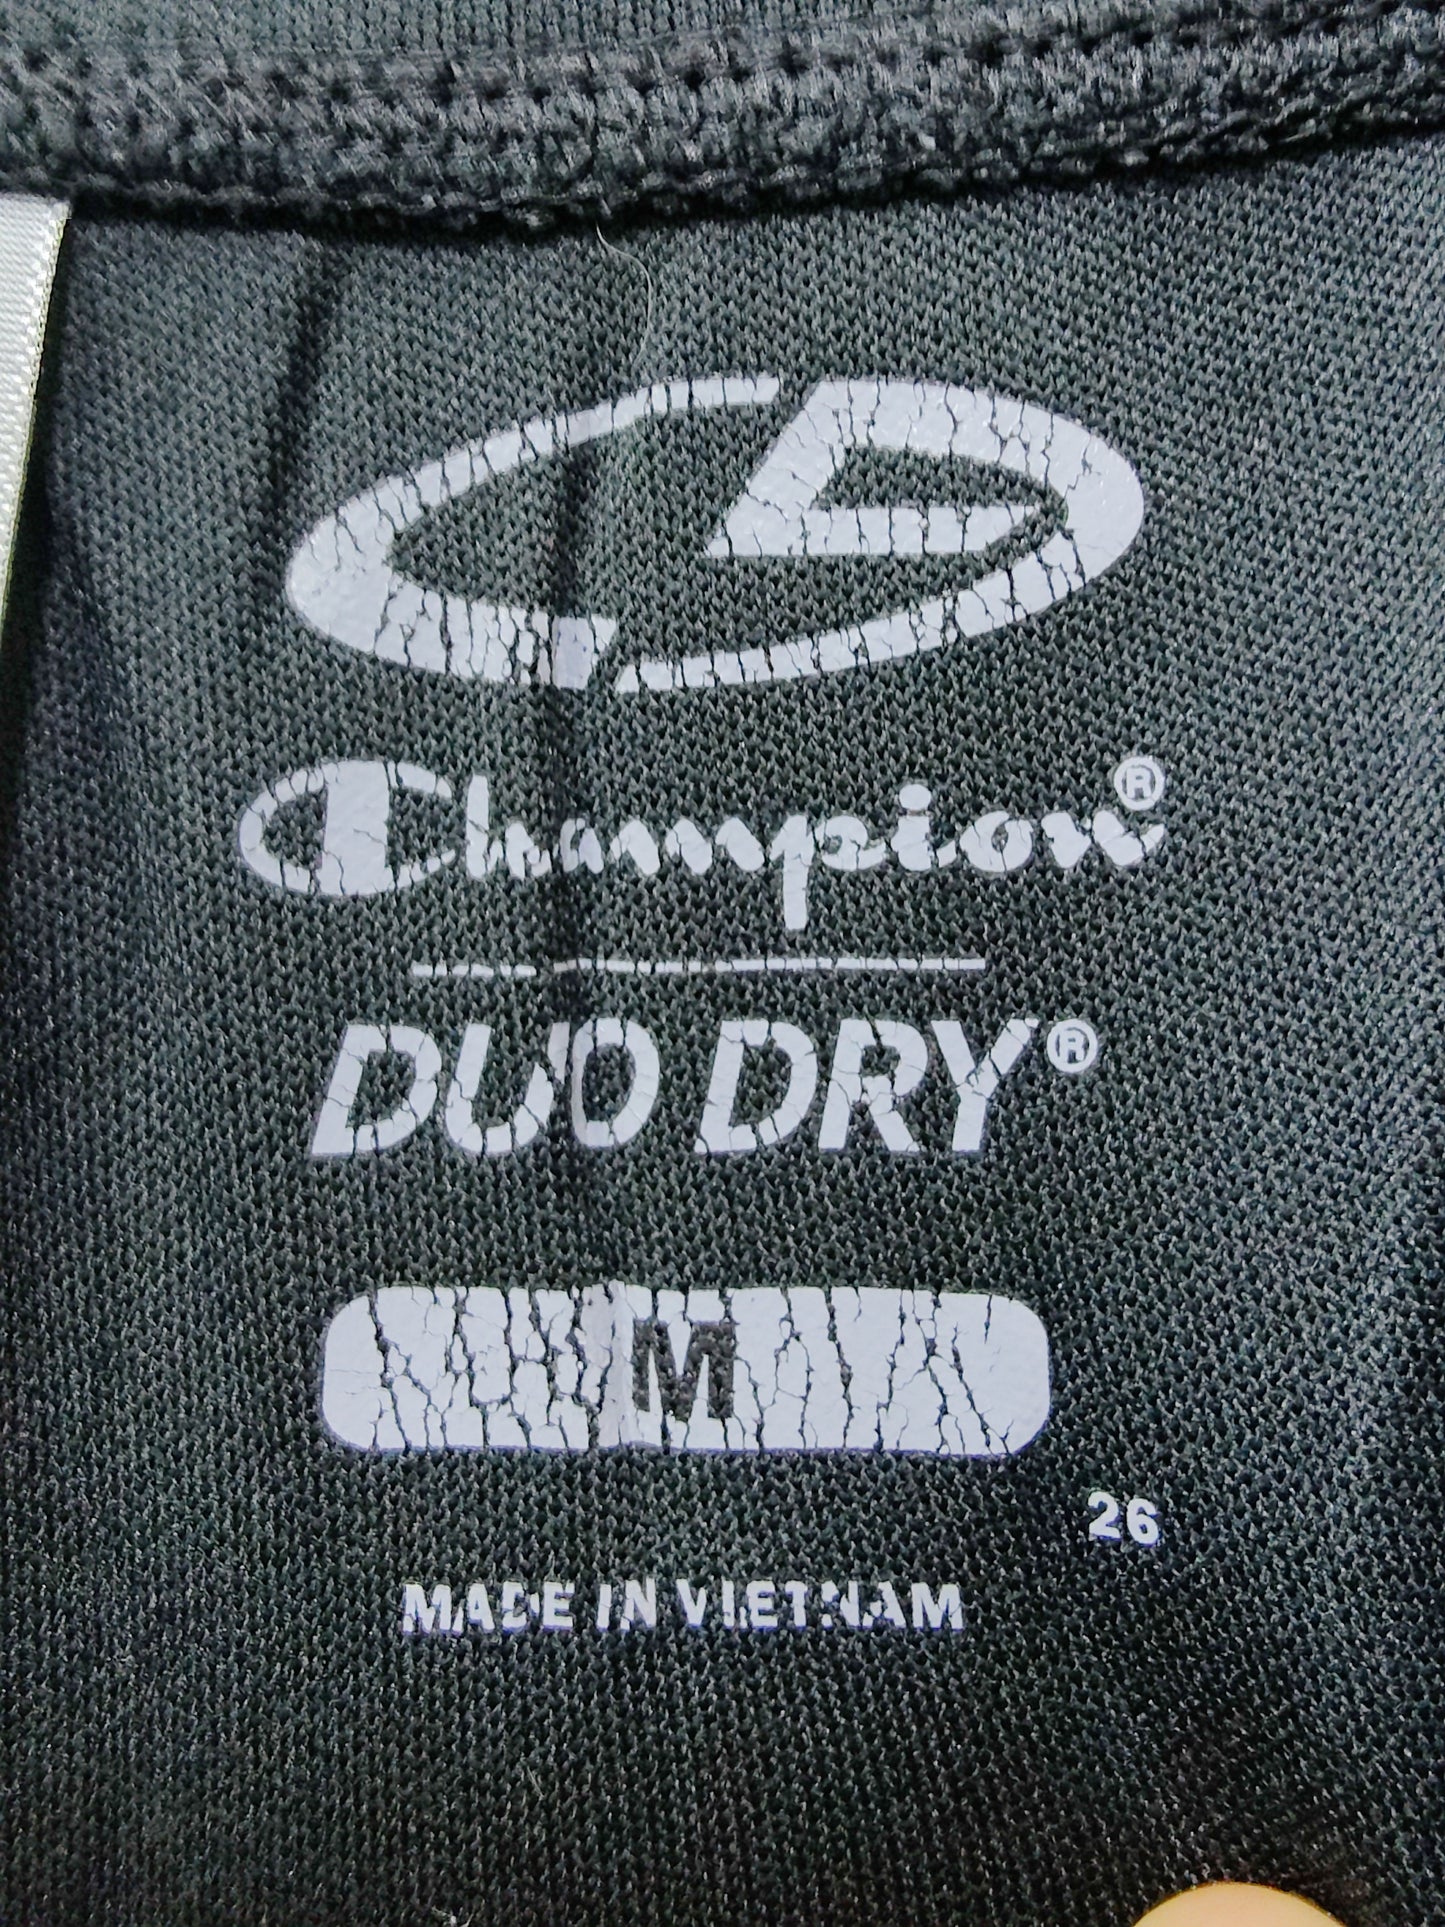 Champion®
DUO DRY®
M
26
MADE IN VIETNAM